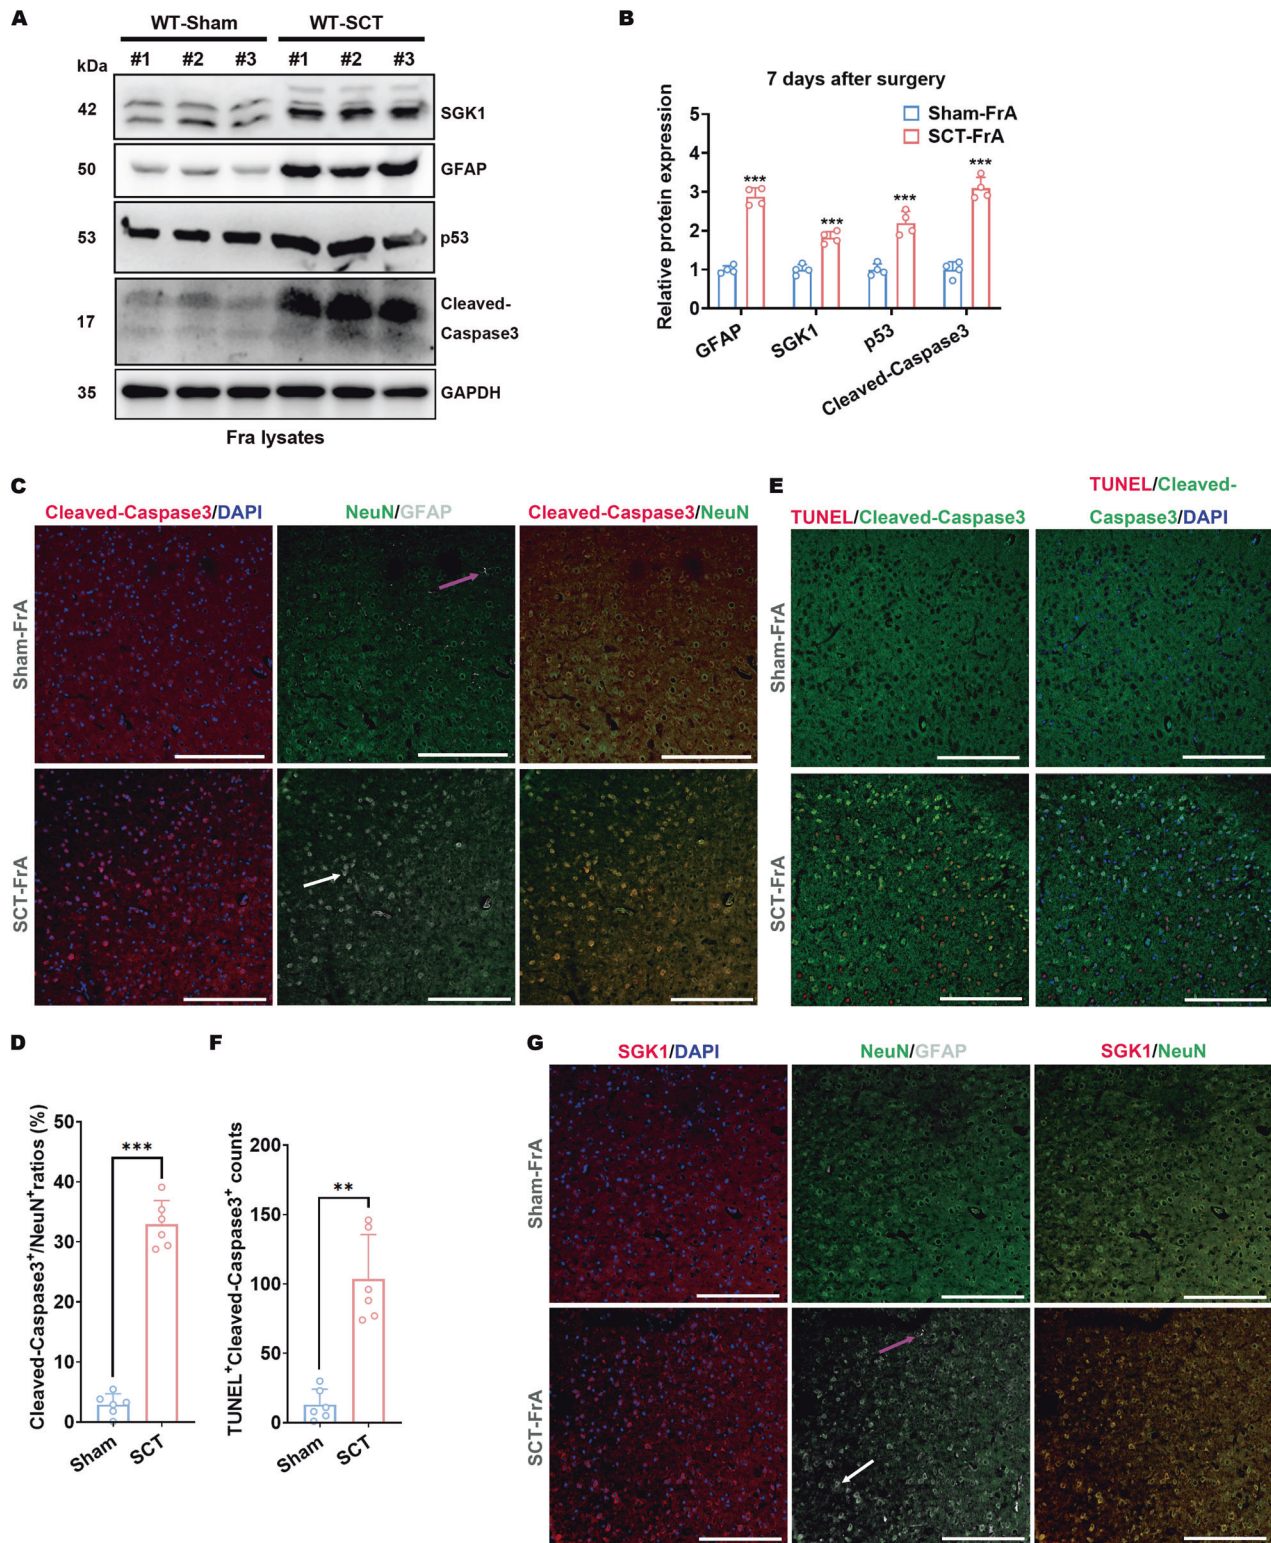 A
WT-Sham WT-SCT
kDa #1 #2 #3 #1 #2 #3
42 SGK1
50 GFAP
53 p53
17 Cleaved-
Caspase3
35 GAPDH
Fra lysates
B
7 days after surgery
Relative protein expression
5
4
3
2
1
0
Sham-FrA
SCT-FrA
***
***
***
***
GFAP
SGK1
p53
Cleaved-Caspase3
C
Cleaved-Caspase3/DAPI NeuN/GFAP Cleaved-Caspase3/NeuN
Sham-FrA
SCT-FrA
E
TUNEL/Cleaved-Caspase3
TUNEL/Cleaved-
Caspase3/DAPI
Sham-FrA
SCT-FrA
D
Cleaved-Caspase3+/NeuN+ratios (%)
50
40
30
20
10
0
***
Sham
SCT
F
TUNEL+Cleaved-Caspase3+ counts
200
150
100
50
0
**
Sham
SCT
G
SGK1/DAPI NeuN/GFAP SGK1/NeuN
Sham-FrA
SCT-FrA